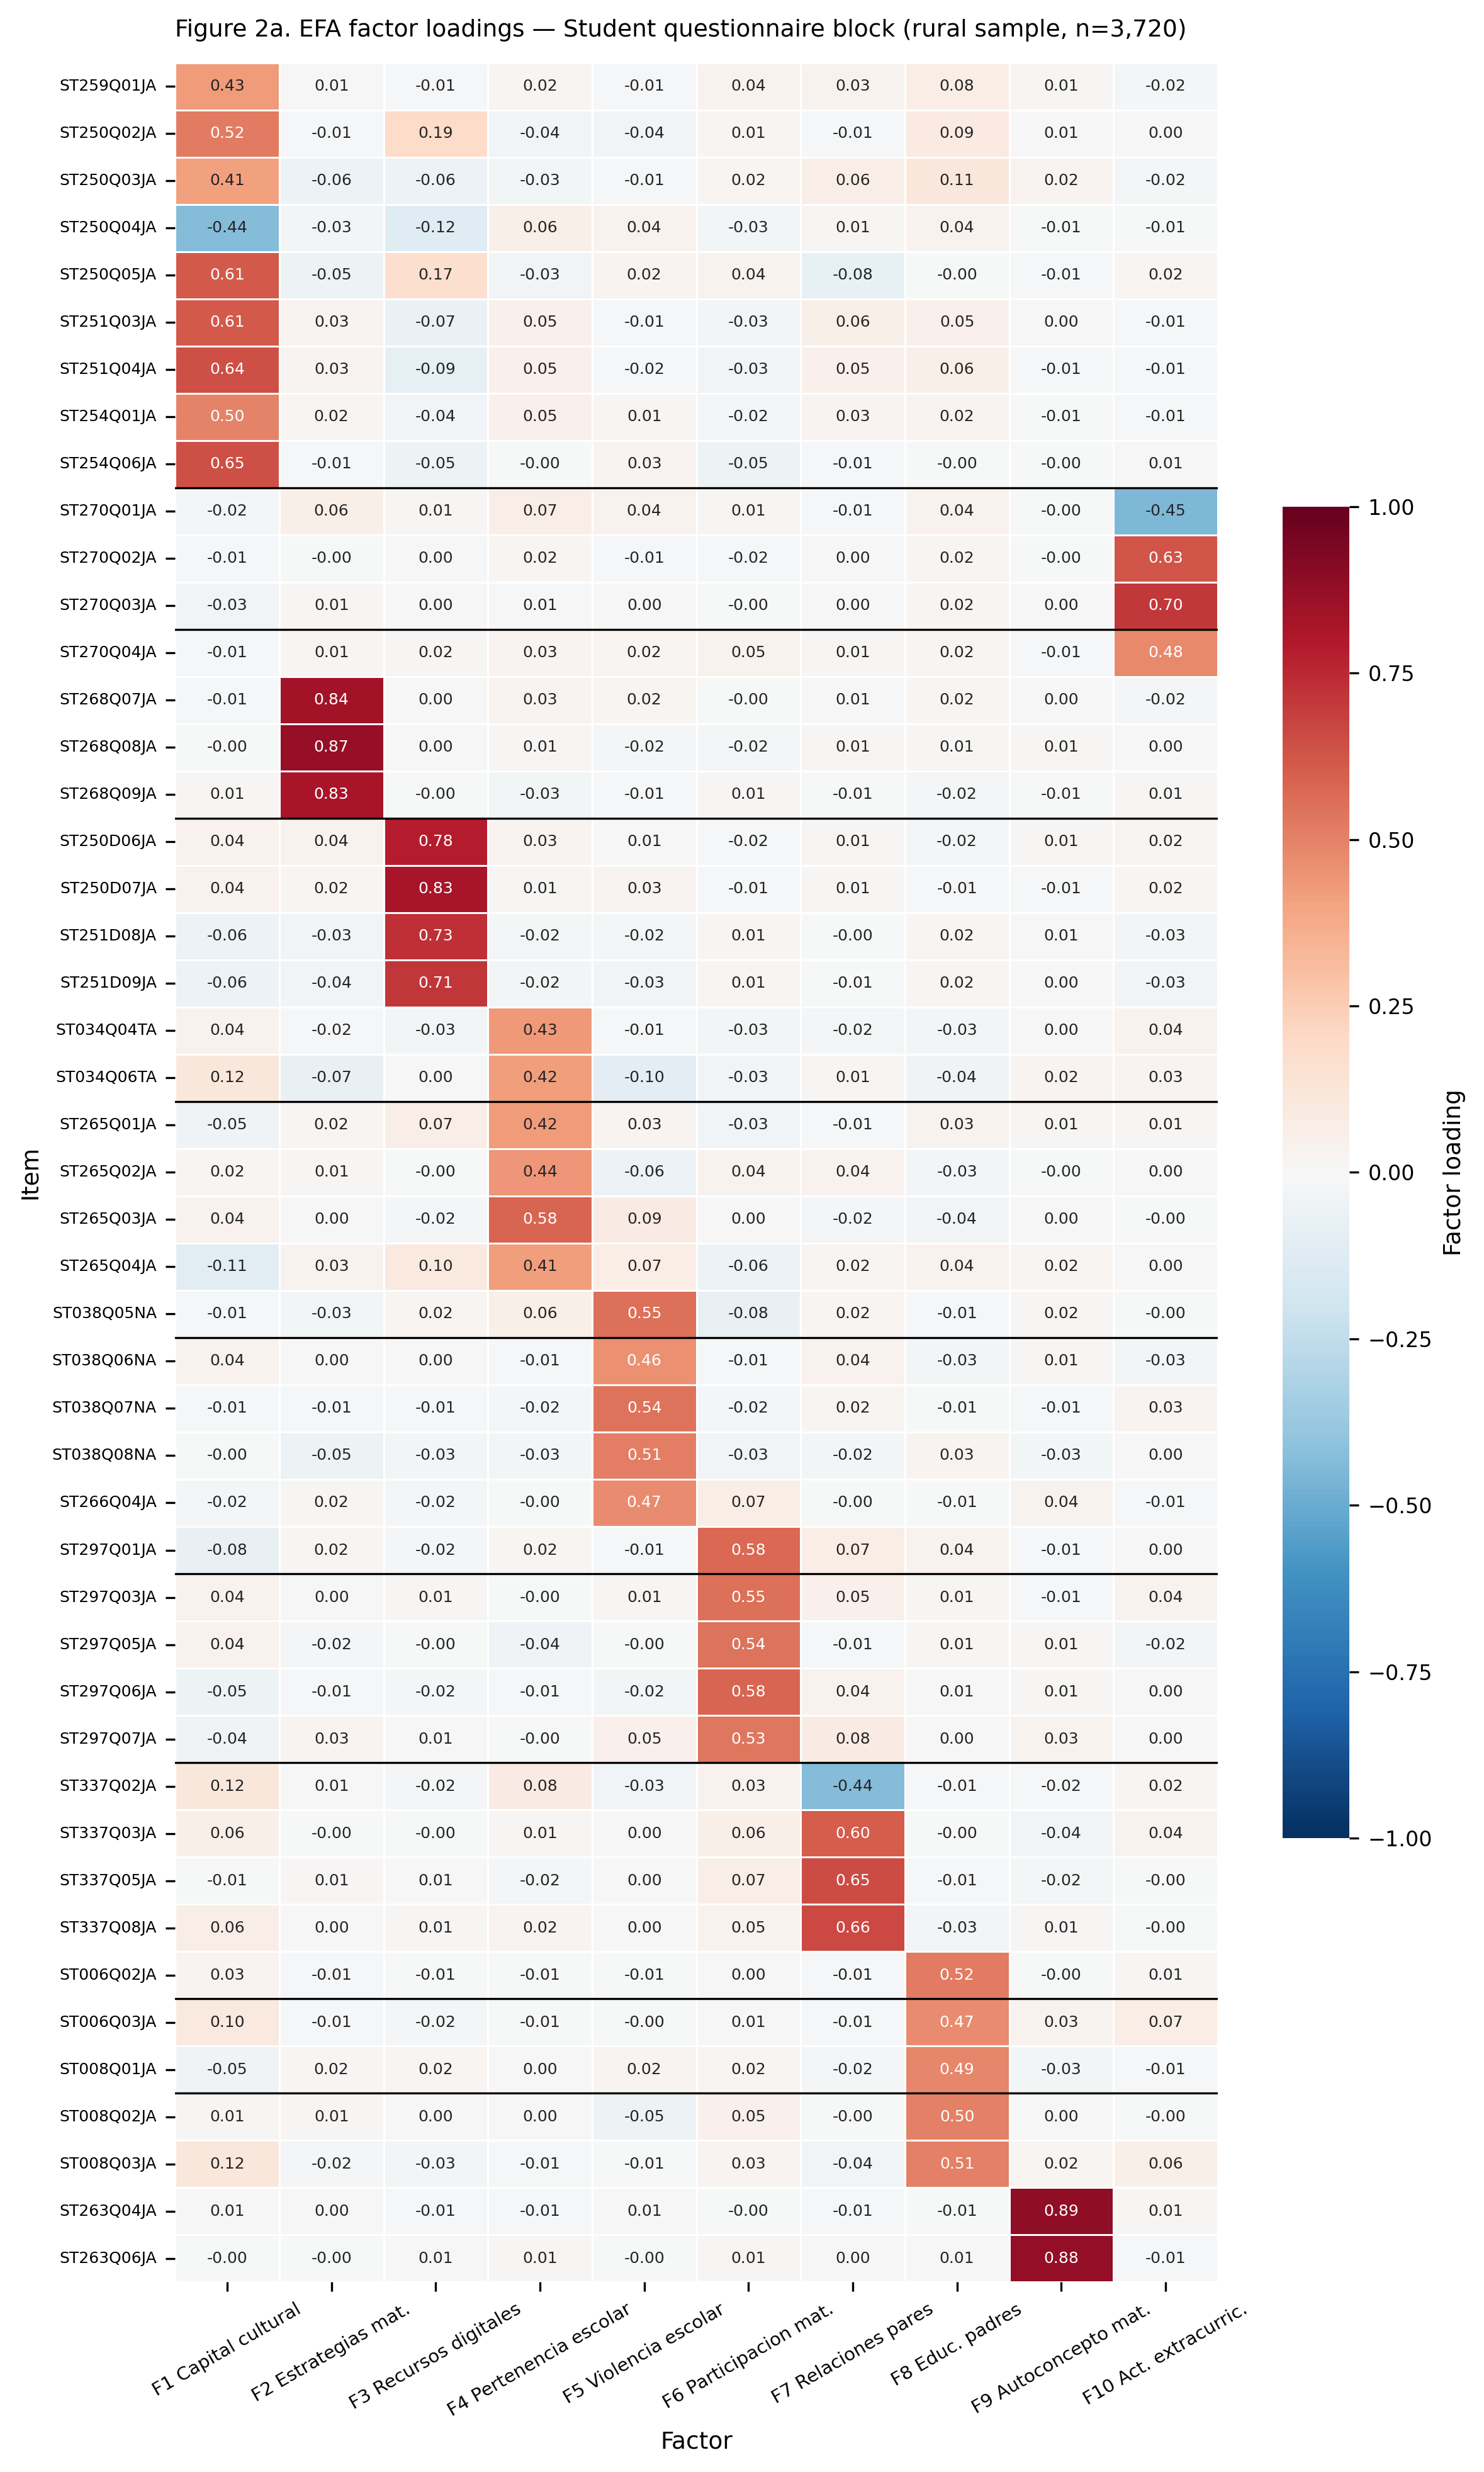 Figure 2a. EFA factor loadings — Student questionnaire block (rural sample, n=3,720)
ST259Q01JA 0.43 0.01 -0.01 0.02 -0.01 0.04 0.03 0.08 0.01 -0.02
ST250Q02JA 0.52 -0.01 0.19 -0.04 -0.04 0.01 -0.01 0.09 0.01 0.00
ST250Q03JA 0.41 -0.06 -0.06 -0.03 -0.01 0.02 0.06 0.11 0.02 -0.02
ST250Q04JA -0.44 -0.03 -0.12 0.06 0.04 -0.03 0.01 0.04 -0.01 -0.01
ST250Q05JA 0.61 -0.05 0.17 -0.03 0.02 0.04 -0.08 -0.00 -0.01 0.02
ST251Q03JA 0.61 0.03 -0.07 0.05 -0.01 -0.03 0.06 0.05 0.00 -0.01
ST251Q04JA 0.64 0.03 -0.09 0.05 -0.02 -0.03 0.05 0.06 -0.01 -0.01
ST254Q01JA 0.50 0.02 -0.04 0.05 0.01 -0.02 0.03 0.02 -0.01 -0.01
ST254Q06JA 0.65 -0.01 -0.05 -0.00 0.03 -0.05 -0.01 -0.00 -0.00 0.01
ST270Q01JA -0.02 0.06 0.01 0.07 0.04 0.01 -0.01 0.04 -0.00 -0.45
ST270Q02JA -0.01 -0.00 0.00 0.02 -0.01 -0.02 0.00 0.02 -0.00 0.63
ST270Q03JA -0.03 0.01 0.00 0.01 0.00 -0.00 0.00 0.02 0.00 0.70
ST270Q04JA -0.01 0.01 0.02 0.03 0.02 0.05 0.01 0.02 -0.01 0.48
ST268Q07JA -0.01 0.84 0.00 0.03 0.02 -0.00 0.01 0.02 0.00 -0.02
ST268Q08JA -0.00 0.87 0.00 0.01 -0.02 -0.02 0.01 0.01 0.01 0.00
ST268Q09JA 0.01 0.83 -0.00 -0.03 -0.01 0.01 -0.01 -0.02 -0.01 0.01
ST250D06JA 0.04 0.04 0.78 0.03 0.01 -0.02 0.01 -0.02 0.01 0.02
ST250D07JA 0.04 0.02 0.83 0.01 0.03 -0.01 0.01 -0.01 -0.01 0.02
ST251D08JA -0.06 -0.03 0.73 -0.02 -0.02 0.01 -0.00 0.02 0.01 -0.03
ST251D09JA -0.06 -0.04 0.71 -0.02 -0.03 0.01 -0.01 0.02 0.00 -0.03
ST034Q04TA 0.04 -0.02 -0.03 0.43 -0.01 -0.03 -0.02 -0.03 0.00 0.04
ST034Q06TA 0.12 -0.07 0.00 0.42 -0.10 -0.03 0.01 -0.04 0.02 0.03
ST265Q01JA -0.05 0.02 0.07 0.42 0.03 -0.03 -0.01 0.03 0.01 0.01
ST265Q02JA 0.02 0.01 -0.00 0.44 -0.06 0.04 0.04 -0.03 -0.00 0.00
ST265Q03JA 0.04 0.00 -0.02 0.58 0.09 0.00 -0.02 -0.04 0.00 -0.00
ST265Q04JA -0.11 0.03 0.10 0.41 0.07 -0.06 0.02 0.04 0.02 0.00
ST038Q05NA -0.01 -0.03 0.02 0.06 0.55 -0.08 0.02 -0.01 0.02 -0.00
ST038Q06NA 0.04 0.00 0.00 -0.01 0.46 -0.01 0.04 -0.03 0.01 -0.03
ST038Q07NA -0.01 -0.01 -0.01 -0.02 0.54 -0.02 0.02 -0.01 -0.01 0.03
ST038Q08NA -0.00 -0.05 -0.03 -0.03 0.51 -0.03 -0.02 0.03 -0.03 0.00
ST266Q04JA -0.02 0.02 -0.02 -0.00 0.47 0.07 -0.00 -0.01 0.04 -0.01
ST297Q01JA -0.08 0.02 -0.02 0.02 -0.01 0.58 0.07 0.04 -0.01 0.00
ST297Q03JA 0.04 0.00 0.01 -0.00 0.01 0.55 0.05 0.01 -0.01 0.04
ST297Q05JA 0.04 -0.02 -0.00 -0.04 -0.00 0.54 -0.01 0.01 0.01 -0.02
ST297Q06JA -0.05 -0.01 -0.02 -0.01 -0.02 0.58 0.04 0.01 0.01 0.00
ST297Q07JA -0.04 0.03 0.01 -0.00 0.05 0.53 0.08 0.00 0.03 0.00
ST337Q02JA 0.12 0.01 -0.02 0.08 -0.03 0.03 -0.44 -0.01 -0.02 0.02
ST337Q03JA 0.06 -0.00 -0.00 0.01 0.00 0.06 0.60 -0.00 -0.04 0.04
ST337Q05JA -0.01 0.01 0.01 -0.02 0.00 0.07 0.65 -0.01 -0.02 -0.00
ST337Q08JA 0.06 0.00 0.01 0.02 0.00 0.05 0.66 -0.03 0.01 -0.00
ST006Q02JA 0.03 -0.01 -0.01 -0.01 -0.01 0.00 -0.01 0.52 -0.00 0.01
ST006Q03JA 0.10 -0.01 -0.02 -0.01 -0.00 0.01 -0.01 0.47 0.03 0.07
ST008Q01JA -0.05 0.02 0.02 0.00 0.02 0.02 -0.02 0.49 -0.03 -0.01
ST008Q02JA 0.01 0.01 0.00 0.00 -0.05 0.05 -0.00 0.50 0.00 -0.00
ST008Q03JA 0.12 -0.02 -0.03 -0.01 -0.01 0.03 -0.04 0.51 0.02 0.06
ST263Q04JA 0.01 0.00 -0.01 -0.01 0.01 -0.00 -0.01 -0.01 0.89 0.01
ST263Q06JA -0.00 -0.00 0.01 0.01 -0.00 0.01 0.00 0.01 0.88 -0.01
Item
F1 Capital cultural
F2 Estrategias mat.
F3 Recursos digitales
F4 Pertenencia escolar
F5 Violencia escolar
F6 Participacion mat.
F7 Relaciones pares
F8 Educ. padres
F9 Autoconcepto mat.
F10 Act. extracurric.
Factor
1.00
0.75
0.50
0.25
0.00
−0.25
−0.50
−0.75
−1.00
Factor loading